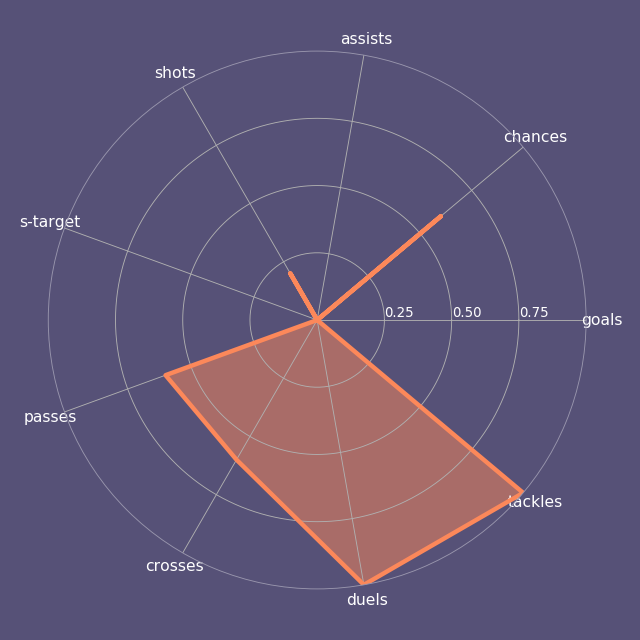 assists
shots
chances
s-target
0.25
0.50
0.75
goals
passes
tackles
crosses
duels